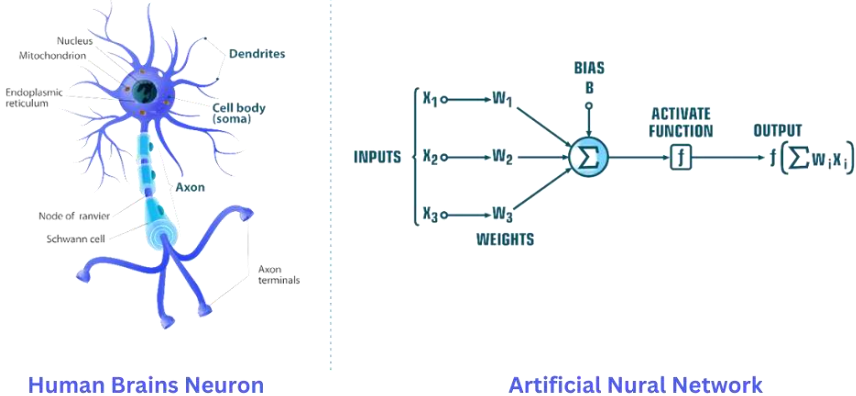 Nucleus
Mitochondrion
Endoplasmic
reticulum
Dendrites
Cell body
(soma)
Axon
Node of ranvier
Schwann cell
Axon
terminals
Human Brains Neuron
BIAS
B
INPUTS
X1
W1
X2
W2
X3
W3
WEIGHTS
Σ
ACTIVATE
FUNCTION
f
OUTPUT
f(∑wixi)
Artificial Nural Network